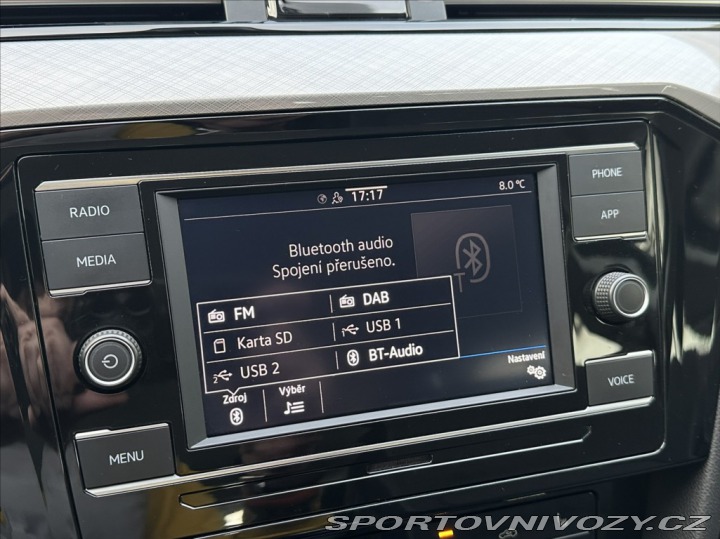 17:17
8.0 °C
PHONE
APP
RADIO
MEDIA
Bluetooth audio
Spojení přerušeno.
T
FM
DAB
Karta SD
USB 1
2
USB 2
BT-Audio
Zdroj
Výběr
Nastavení
VOICE
MENU
SPORTOVNIVOZY.CZ